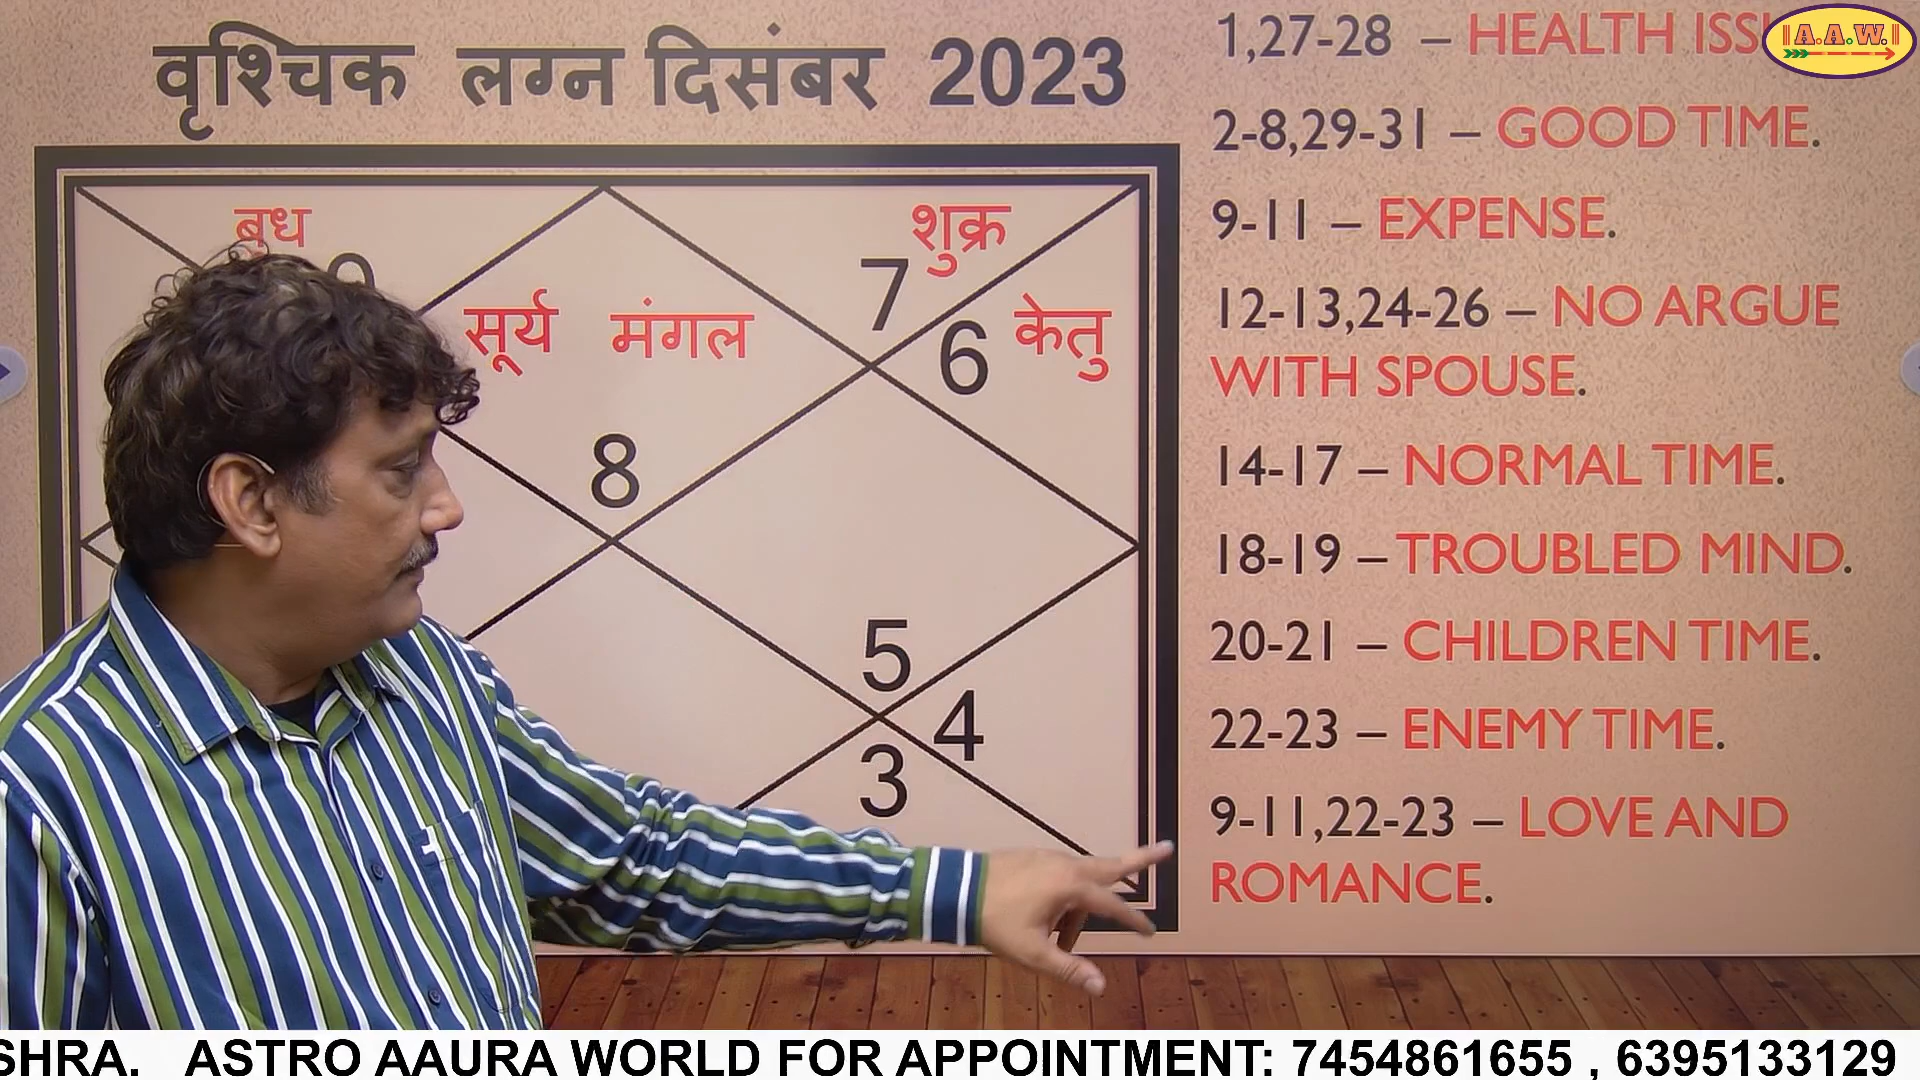 वृश्चिक लग्न दिसंबर 2023
बुध
9
सूर्य मंगल
8
शुक्र
7
6 केतु
5
4
3
1,27-28 – HEALTH
A.A.W.
2-8,29-31 – GOOD TIME.
9-11 – EXPENSE.
12-13,24-26 – NO ARGUE
WITH SPOUSE.
14-17 – NORMAL TIME.
18-19 – TROUBLED MIND.
20-21 – CHILDREN TIME.
22-23 – ENEMY TIME.
9-11,22-23 – LOVE AND
ROMANCE.
SHRA. ASTRO AAURA WORLD FOR APPOINTMENT: 7454861655 , 6395133129